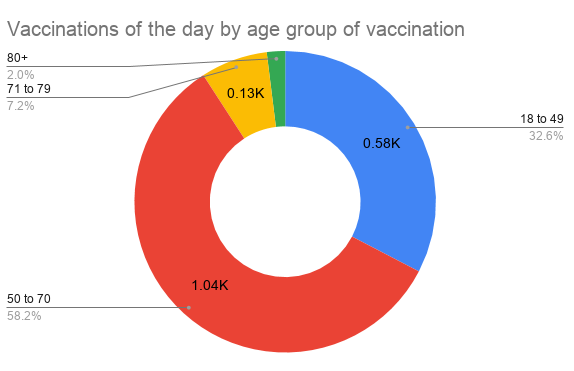 Vaccinations of the day by age group of vaccination
80+
2.0%
71 to 79
7.2%
0.13K
18 to 49
32.6%
0.58K
1.04K
50 to 70
58.2%